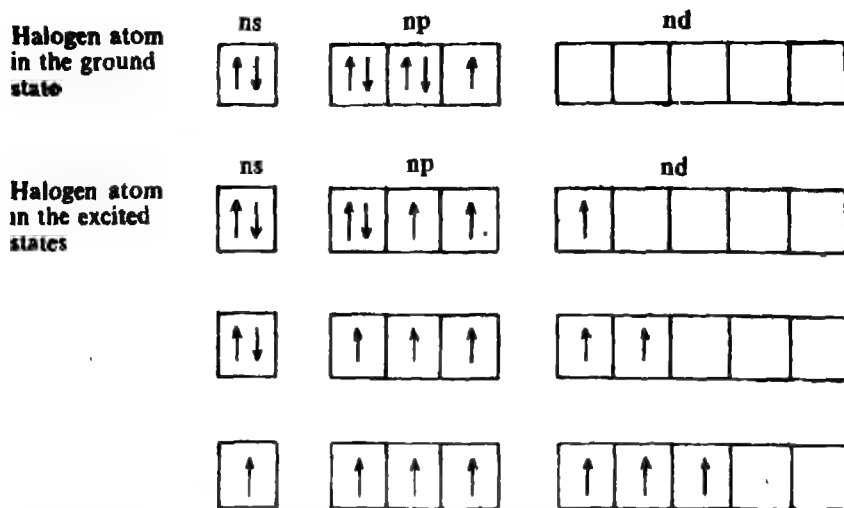 ns np nd
Halogen atom
in the ground
state
ns np nd
Halogen atom
in the excited
states